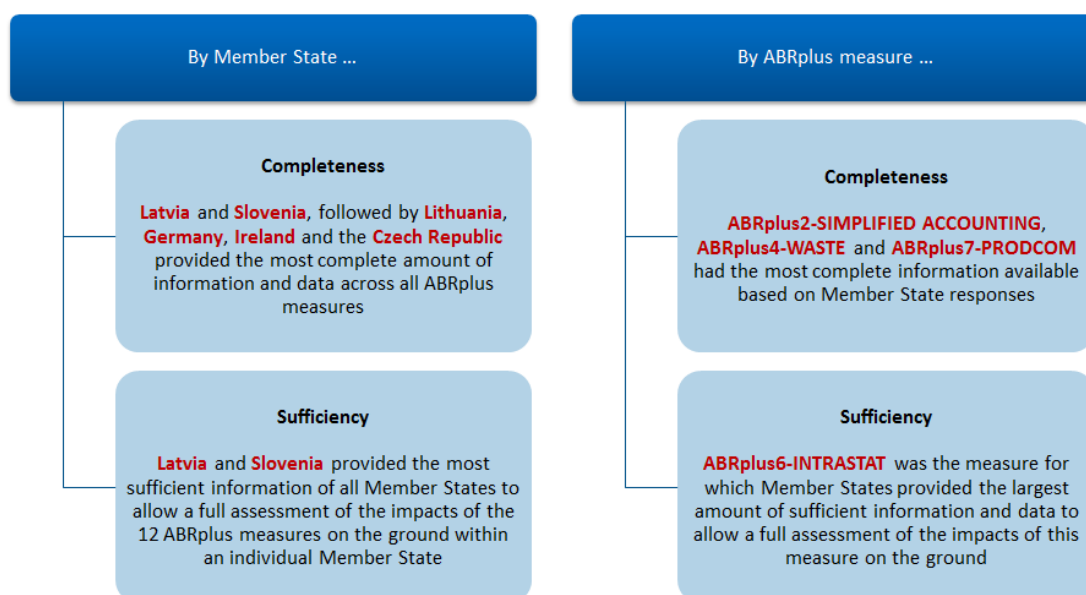 By Member State ...
Completeness
Latvia and Slovenia, followed by Lithuania,
Germany, Ireland and the Czech Republic
provided the most complete amount of
information and data across all ABRplus
measures
Sufficiency
Latvia and Slovenia provided the most
sufficient information of all Member States to
allow a full assessment of the impacts of the
12 ABRplus measures on the ground within
an individual Member State
By ABRplus measure ...
Completeness
ABRplus2-SIMPLIFIED ACCOUNTING,
ABRplus4-WASTE and ABRplus7-PRODCOM
had the most complete information available
based on Member State responses
Sufficiency
ABRplus6-INTRASTAT was the measure for
which Member States provided the largest
amount of sufficient information and data to
allow a full assessment of the impacts of this
measure on the ground